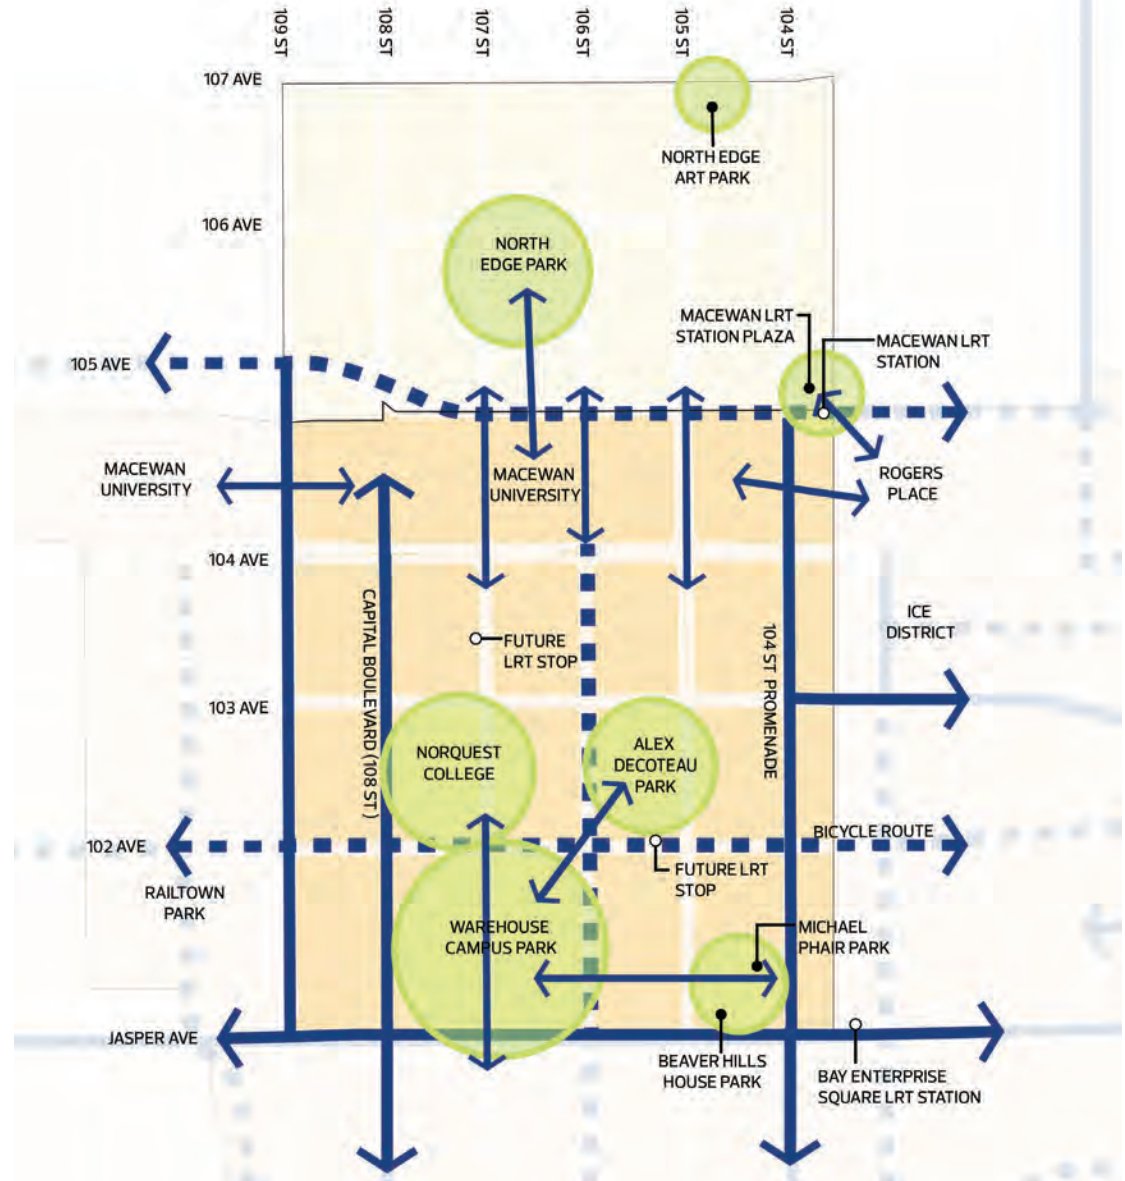 109 ST
108 ST
107 ST
106 ST
105 ST
104 ST
107 AVE
NORTH EDGE
ART PARK
106 AVE
NORTH
EDGE PARK
MACEWAN LRT
STATION PLAZA
MACEWAN LRT
STATION
105 AVE
MACEWAN
UNIVERSITY
MACEWAN
UNIVERSITY
ROGERS
PLACE
104 AVE
CAPITAL BOULEVARD (108 ST)
FUTURE
LRT STOP
104 ST PROMENADE
ICE
DISTRICT
103 AVE
NORQUEST
COLLEGE
ALEX
DECOTEAU
PARK
102 AVE
BICYCLE ROUTE
RAILTOWN
PARK
FUTURE LRT
STOP
WAREHOUSE
CAMPUS PARK
MICHAEL
PHAIR PARK
JASPER AVE
BEAVER HILLS
HOUSE PARK
BAY ENTERPRISE
SQUARE LRT STATION